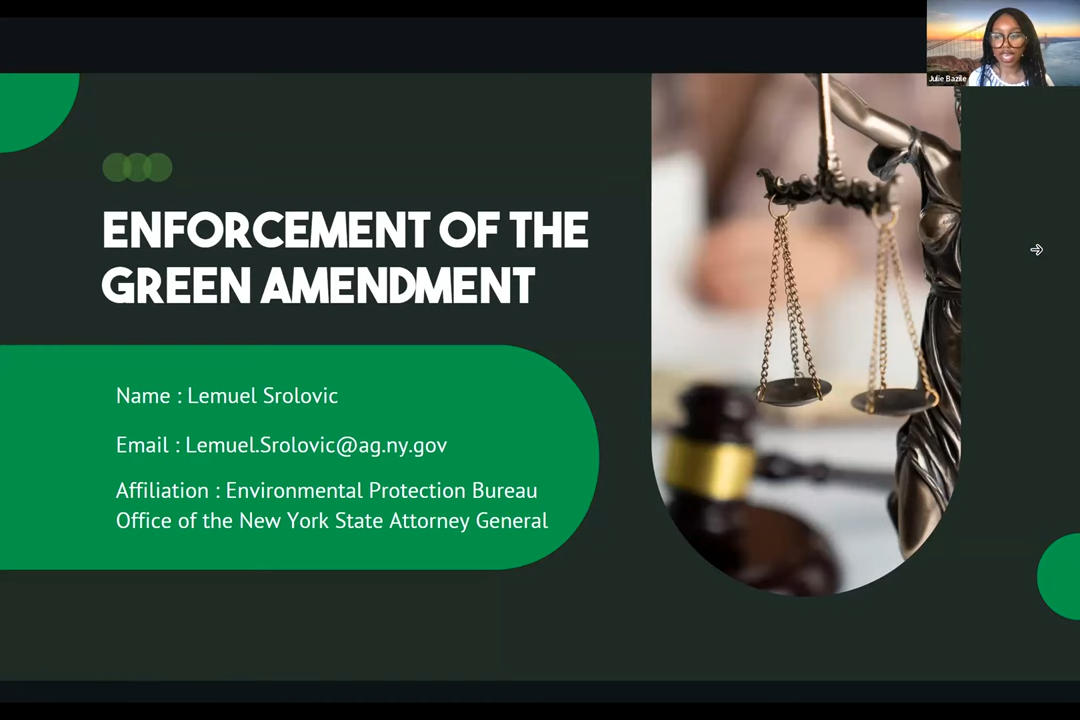 Julie Bazile
ENFORCEMENT OF THE
GREEN AMENDMENT
Name : Lemuel Srolovic
Email : Lemuel.Srolovic@ag.ny.gov
Affiliation : Environmental Protection Bureau
Office of the New York State Attorney General